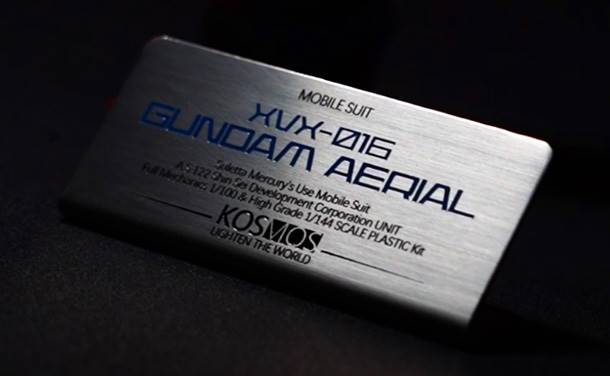 MOBILE SUIT
XVX-016
GUNDAM AERIAL
Suletta Mercury's Use Mobile Suit
A.S 122 Shin Sei Development Corporation UNIT
Full Mechanics 1/100 & High Grade 1/144 SCALE PLASTIC Kit
KOSMOS
LIGHTEN THE WORLD